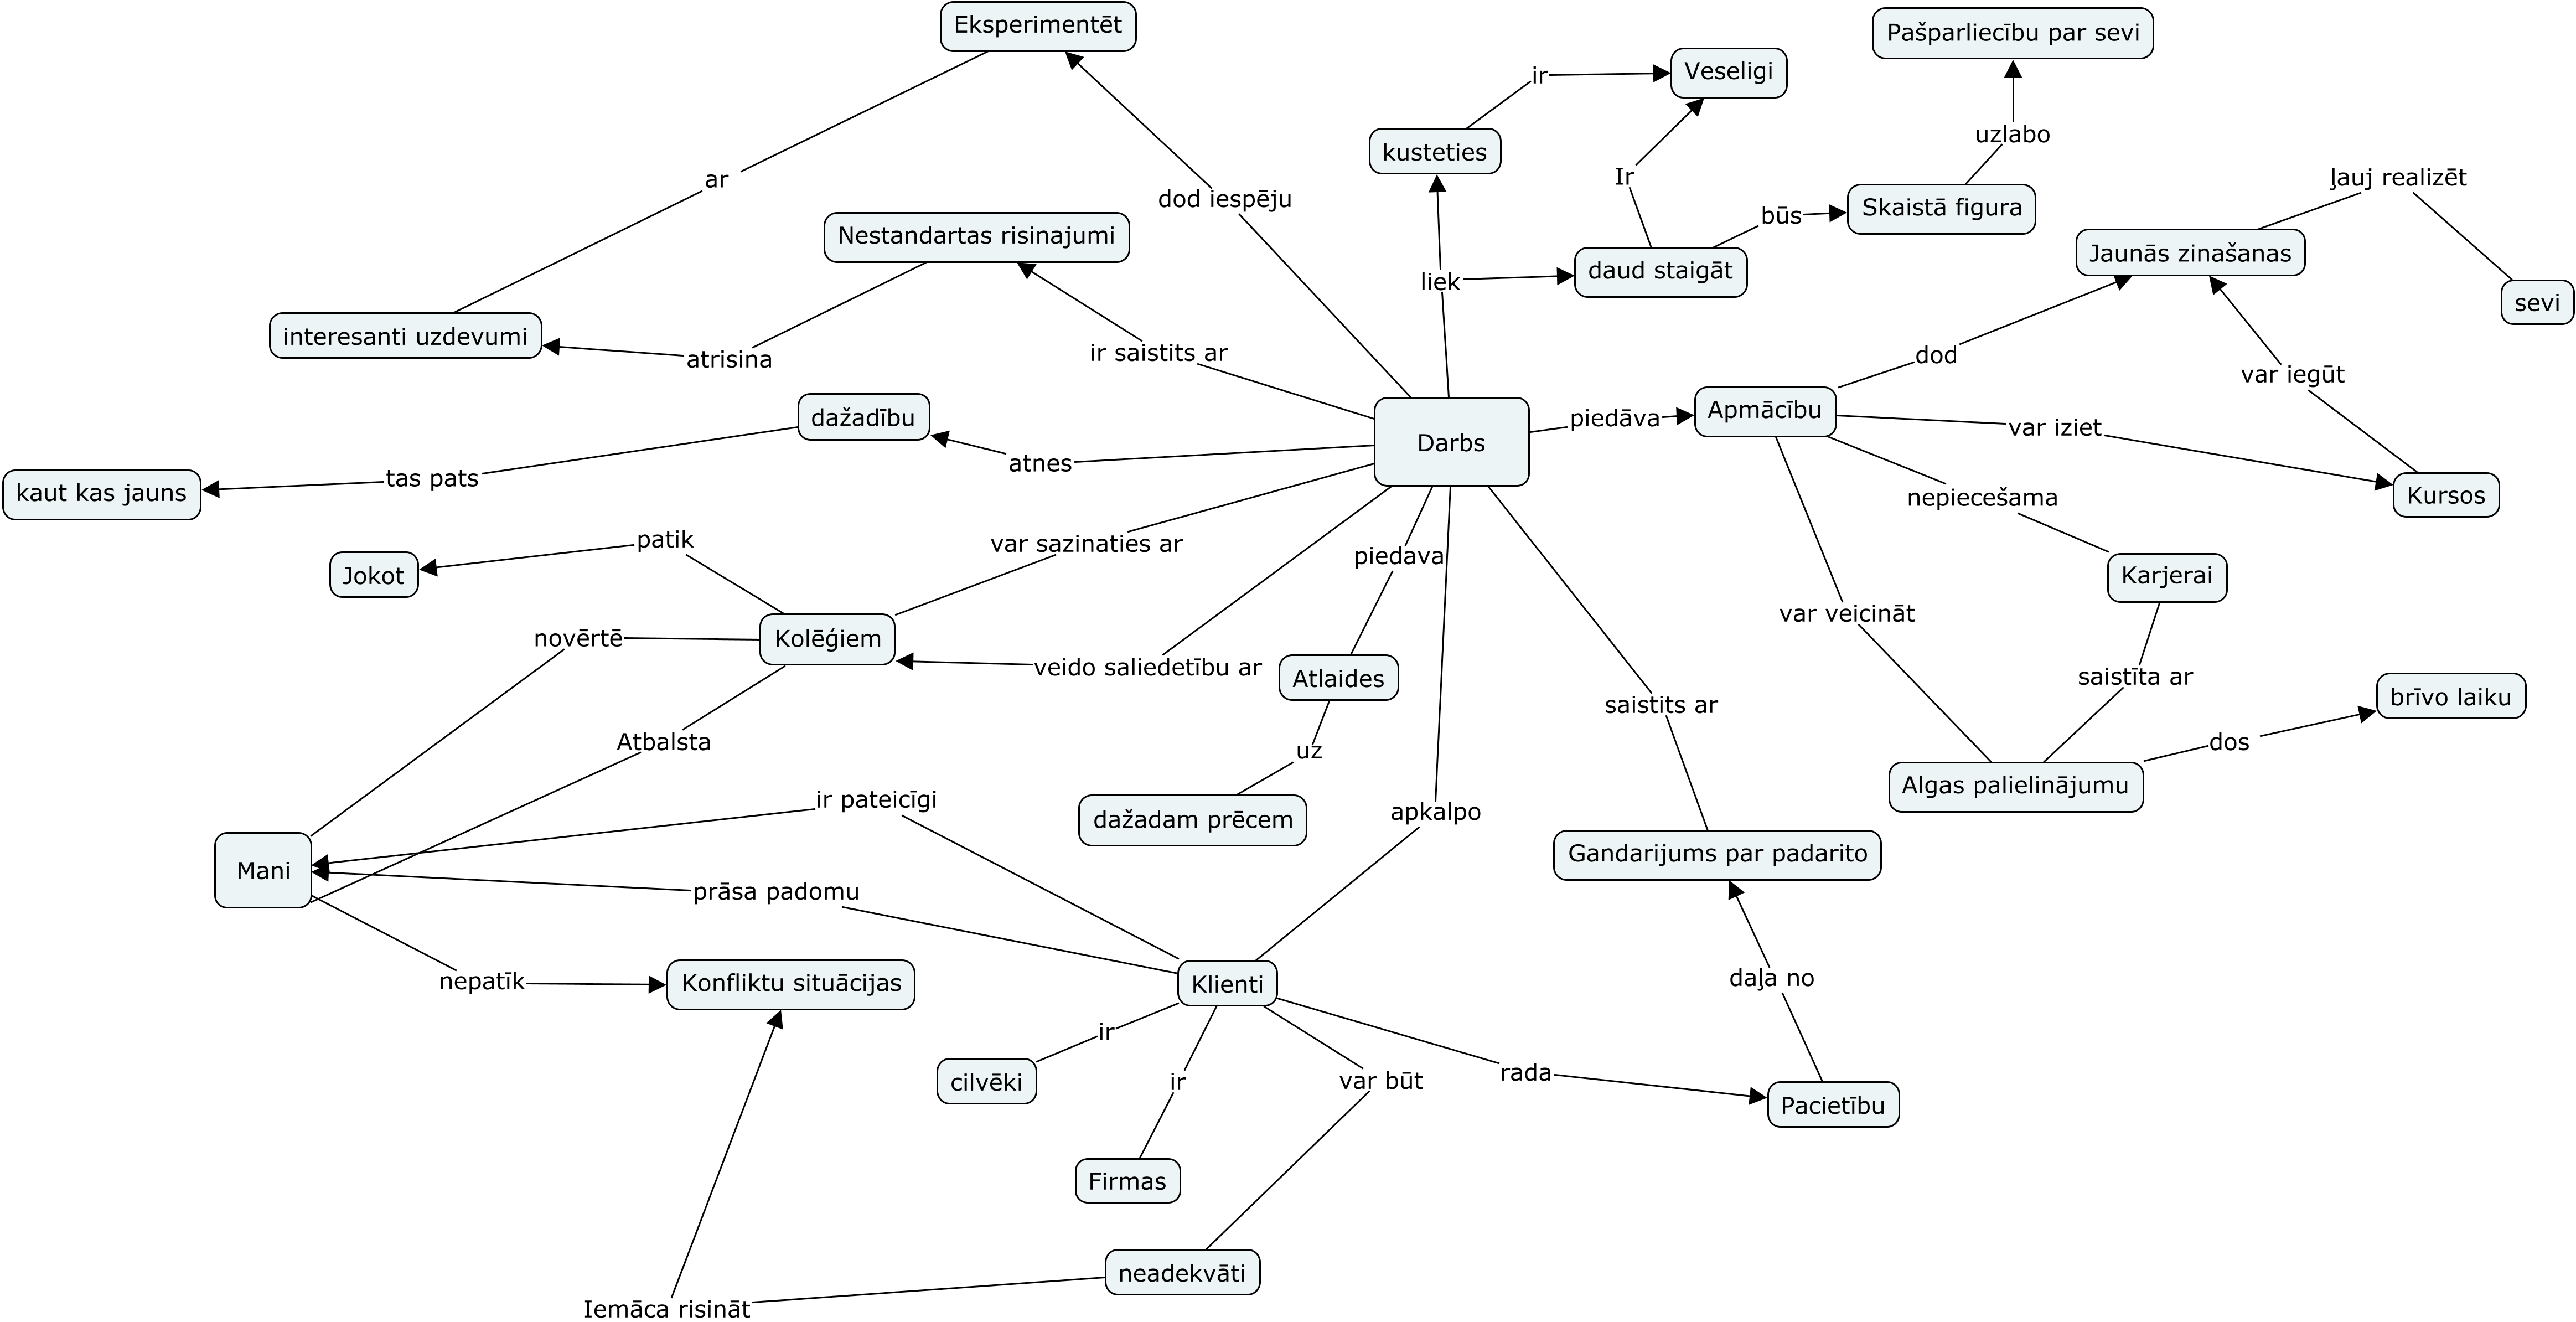 Eksperimentēt
Pašparliecību par sevi
ir
Veseligi
uzlabo
kusteties
ar
dod iespēju
Ir
ļauj realizēt
Nestandartas risinajumi
būs
Skaistā figura
Jaunās zinašanas
liek
daud staigāt
sevi
interesanti uzdevumi
atrisina
ir saistits ar
dod
var iegūt
dažadību
Darbs
piedāva
Apmācību
var iziet
kaut kas jauns
tas pats
atnes
nepiecešama
Kursos
patik
var sazinaties ar
piedava
Jokot
Karjerai
novērtē
Kolēģiem
var veicināt
veido saliedetību ar
Atlaides
saistīta ar
brīvo laiku
saistits ar
Atbalsta
uz
dos
ir pateicīgi
dažadam prēcem
apkalpo
Algas palielinājumu
Mani
Gandarijums par padarito
prāsa padomu
nepatīk
Konfliktu situācijas
Klienti
daļa no
ir
cilvēki
ir
var būt
rada
Pacietību
Firmas
neadekvāti
Iemāca risināt